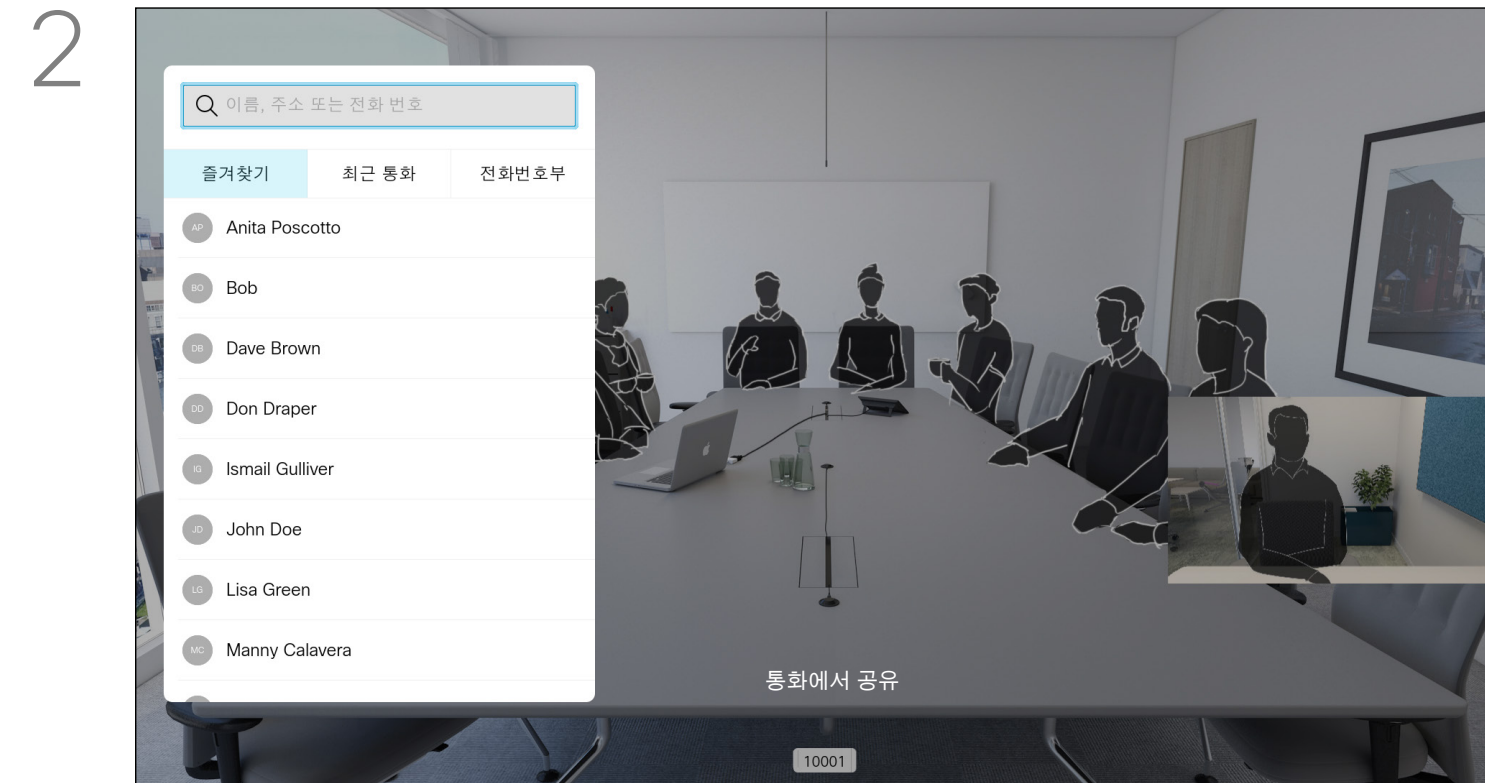 2
이름, 주소 또는 전화 번호
즐겨찾기 최근 통화 전화번호부
AP Anita Poscotto
BO Bob
DB Dave Brown
DD Don Draper
IG Ismail Gulliver
JD John Doe
LG Lisa Green
MC Manny Calavera
통화에서 공유
10001